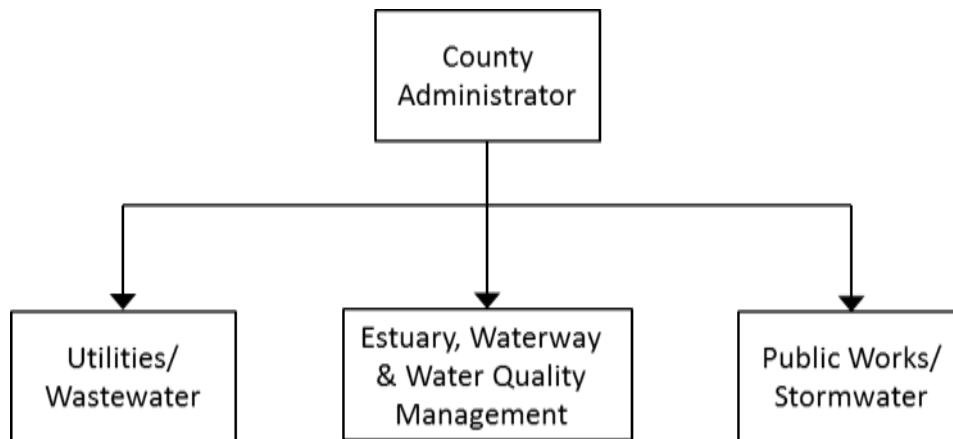 County
Administrator
Utilities/
Wastewater
Estuary, Waterway
& Water Quality
Management
Public Works/
Stormwater